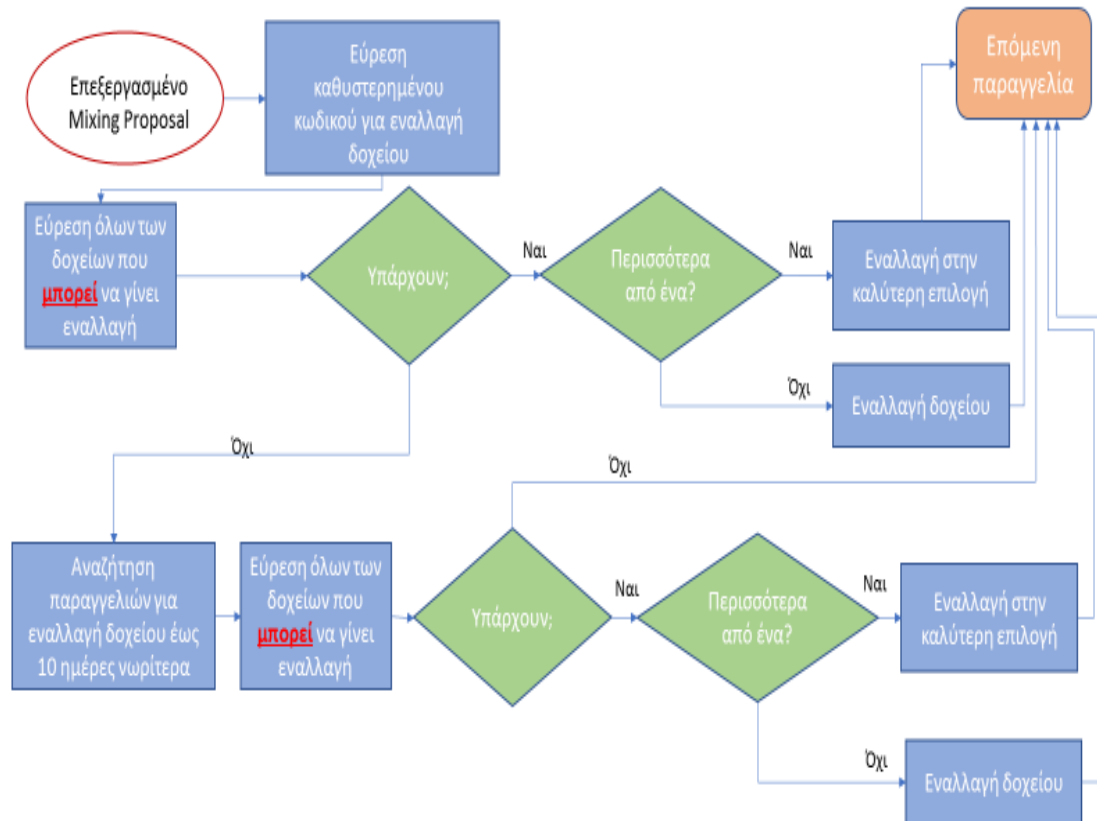 Επεξεργασμένο
Mixing Proposal
Εύρεση
καθυστερημένου
κωδικού για εναλλαγή
δοχείου
Επόμενη
παραγγελία
Εύρεση όλων των
δοχείων που
μπορεί να γίνει
εναλλαγή
Υπάρχουν;
Ναι
Περισσότερα
από ένα?
Ναι
Εναλλαγή στην
καλύτερη επιλογή
Όχι
Εναλλαγή δοχείου
Όχι
Όχι
Αναζήτηση
παραγγελιών για
εναλλαγή δοχείου έως
10 ημέρες νωρίτερα
Εύρεση όλων των
δοχείων που
μπορεί να γίνει
εναλλαγή
Υπάρχουν;
Ναι
Περισσότερα
από ένα?
Ναι
Εναλλαγή στην
καλύτερη επιλογή
Όχι
Εναλλαγή δοχείου